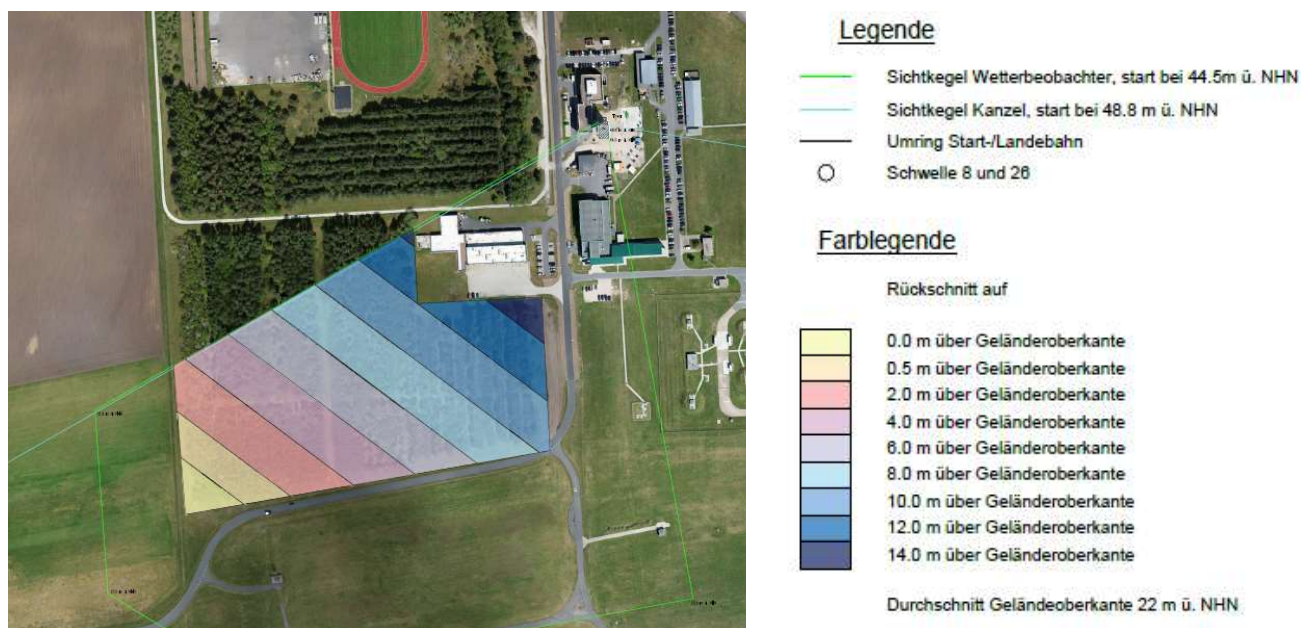 Legende
Sichtkegel Wetterbeobachter, start bei 44.5m ü. NHN
Sichtkegel Kanzel, start bei 48.8 m ü. NHN
Umring Start-/Landebahn
Schwelle 8 und 26
Farblegende
Rückschnitt auf
0.0 m über Geländeroberkante
0.5 m über Geländeroberkante
2.0 m über Geländeroberkante
4.0 m über Geländeroberkante
6.0 m über Geländeroberkante
8.0 m über Geländeroberkante
10.0 m über Geländeroberkante
12.0 m über Geländeroberkante
14.0 m über Geländeroberkante
Durchschnitt Geländeoberkante 22 m ü. NHN